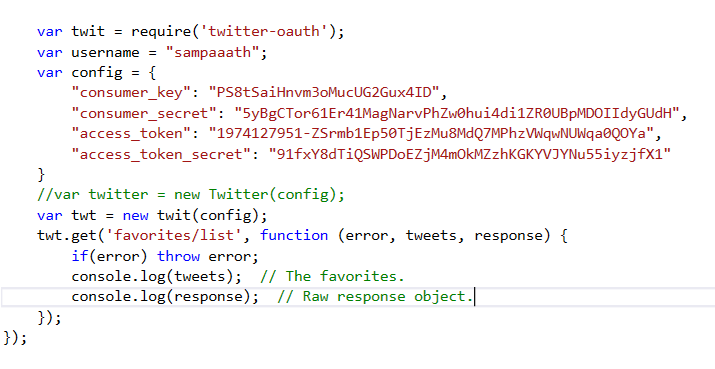 var twit = require('twitter-oauth');
var username = "sampaaath";
var config = {
"consumer_key": "PS8tSaiHnvm3oMucUG2Gux4ID",
"consumer_secret": "5yBgCTor61Er41MagNarvPhZw0hui4di1ZR0UBpMDOIIdyGUdH",
"access_token": "1974127951-ZSrmb1Ep50TjEzMu8MdQ7MPhzVWqwNUWqa0QOYa",
"access_token_secret": "91fxY8dTiQSWPDoEZjM4mOkMZzhKGKYVJYNu55iyzjfX1"
}
//var twitter = new Twitter(config);
var twt = new twit(config);
twt.get('favorites/list', function (error, tweets, response) {
if(error) throw error;
console.log(tweets);  // The favorites.
console.log(response);  // Raw response object.
});
});